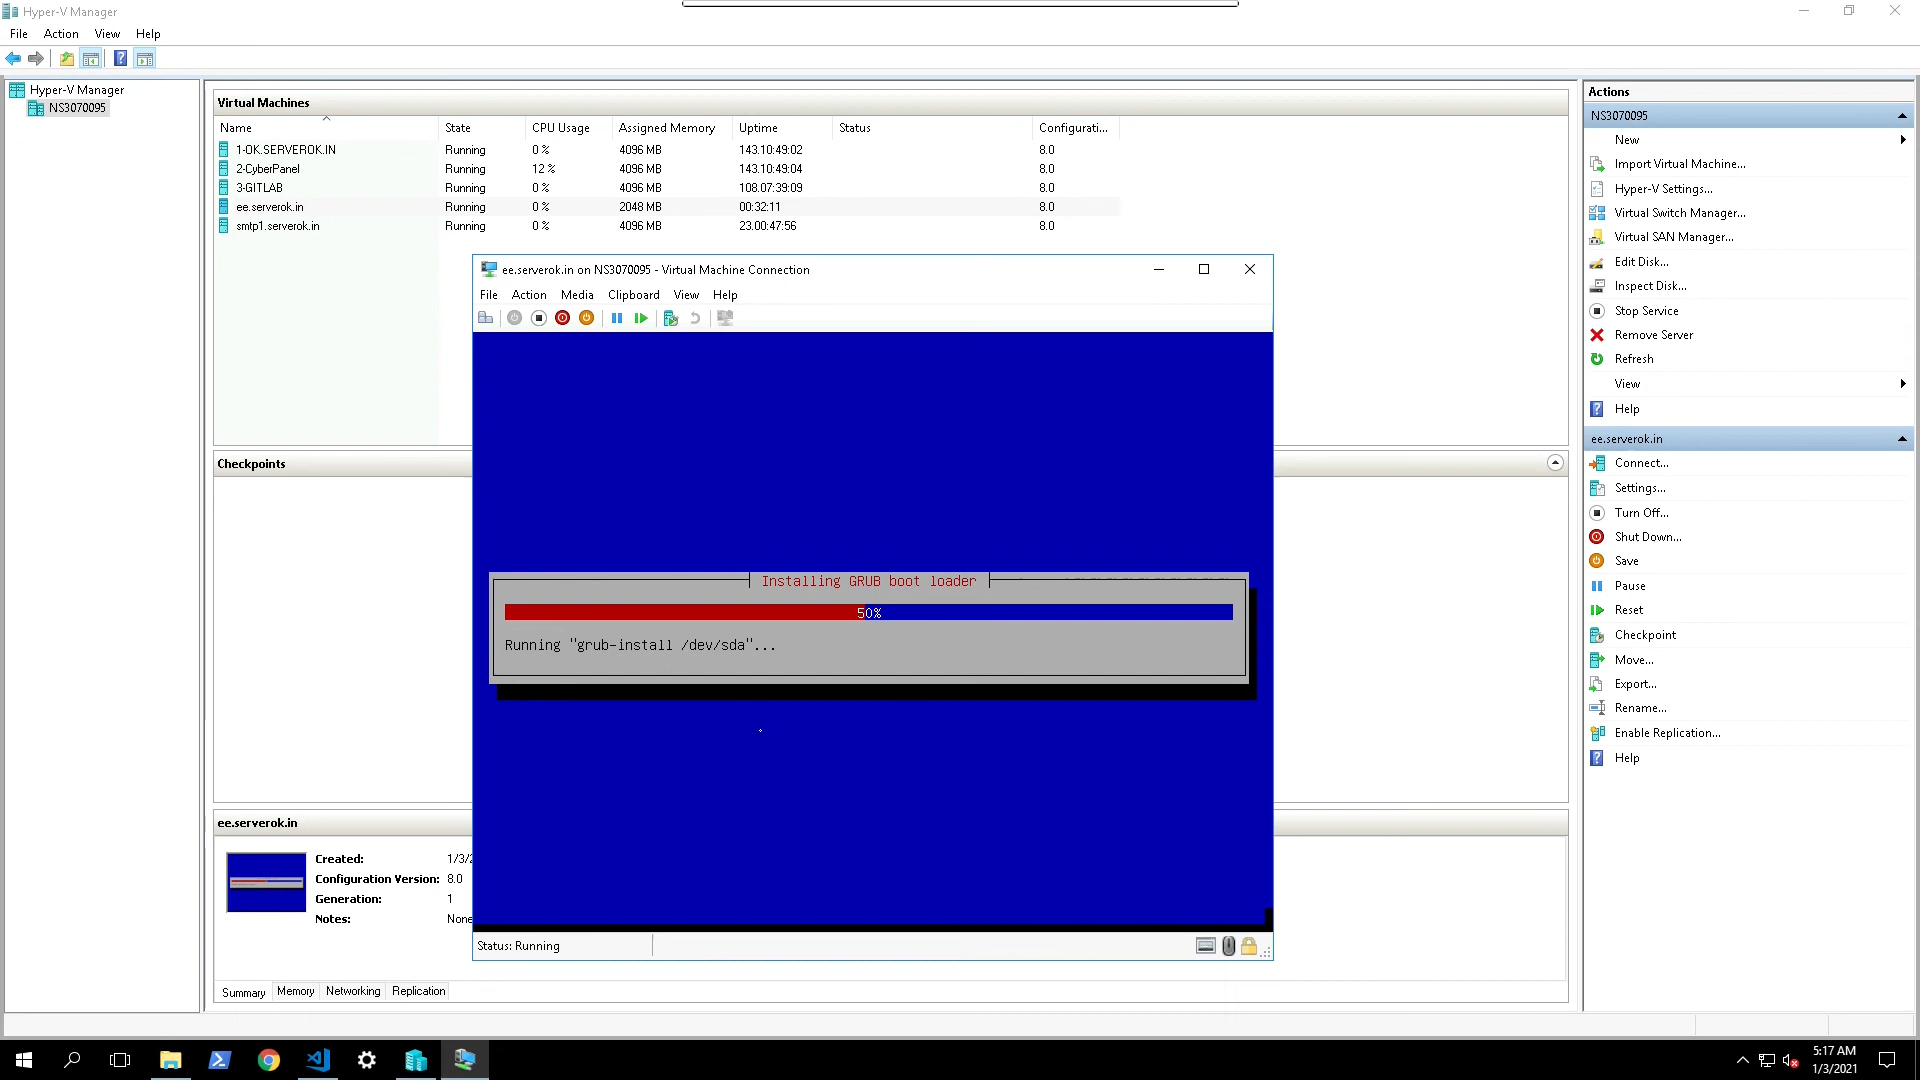 Hyper-V Manager
File Action View Help
Hyper-V Manager
NS3070095
Virtual Machines
Name State CPU Usage Assigned Memory Uptime Status Configurati...
1-OK.SERVEROK.IN Running 0 % 4096 MB 143.10:49:02 8.0
2-CyberPanel Running 12 % 4096 MB 143.10:49:04 8.0
3-GITLAB Running 0 % 4096 MB 108.07:39:09 8.0
ee.serverok.in Running 0 % 2048 MB 00:32:11 8.0
smtp1.serverok.in Running 0 % 4096 MB 23.00:47:56 8.0
ee.serverok.in on NS3070095 - Virtual Machine Connection
File Action Media Clipboard View Help
Installing GRUB boot loader
50%
Running "grub-install /dev/sda"...
Status: Running
Checkpoints
ee.serverok.in
Created: 1/3/2
Configuration Version: 8.0
Generation: 1
Notes: None
Summary Memory Networking Replication
Actions
NS3070095
New
Import Virtual Machine...
Hyper-V Settings...
Virtual Switch Manager...
Virtual SAN Manager...
Edit Disk...
Inspect Disk...
Stop Service
Remove Server
Refresh
View
Help
ee.serverok.in
Connect...
Settings...
Turn Off...
Shut Down...
Save
Pause
Reset
Checkpoint
Move...
Export...
Rename...
Enable Replication...
Help
5:17 AM
1/3/2021